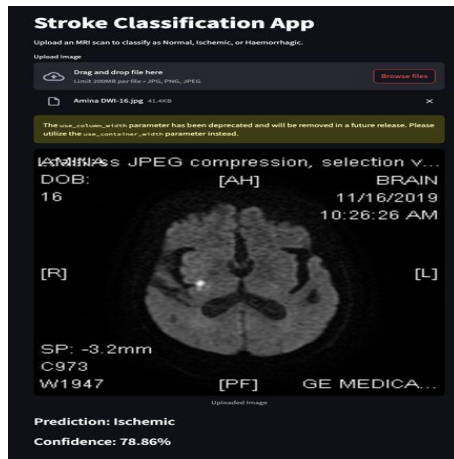 Stroke Classification App
Upload an MRI scan to classify as Normal, Ischemic, or Haemorrhagic.
Upload Image
Drag and drop file here
Limit 200MB per file • JPG, PNG, JPEG
Browse files
Amina DWI-16.jpg 41.4KB
The use_column_width parameter has been deprecated and will be removed in a future release. Please
utilize the use_container_width parameter instead.
JPEG compression, selection v...
DOB: [AH] BRAIN
16 11/16/2019
10:26:26 AM
[R] [L]
SP: -3.2mm
C973
W1947 [PF] GE MEDICA...
Uploaded Image
Prediction: Ischemic
Confidence: 78.86%